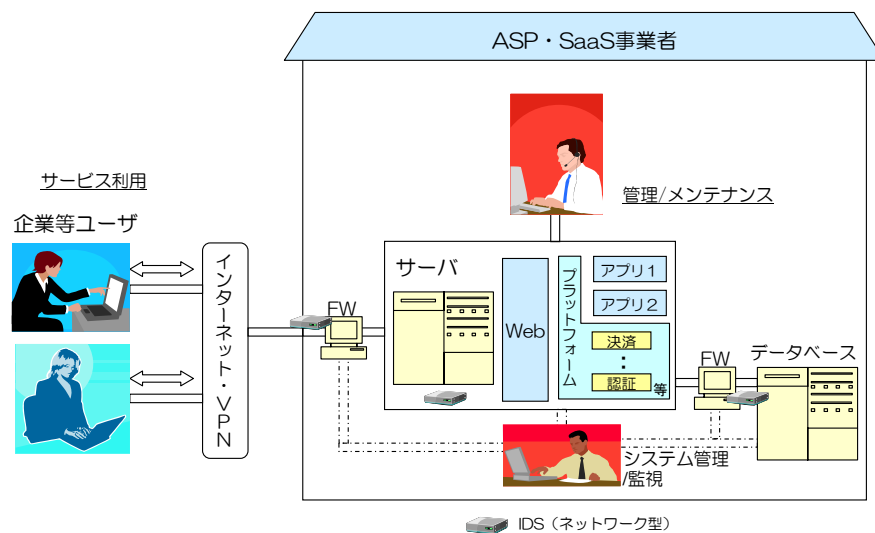 ASP・SaaS事業者
サービス利用
企業等ユーザ
管理/メンテナンス
インターネット・VPN
FW
サーバ
Web
プラットフォーム
アプリ1
アプリ2
決済
：
認証
等
FW
データベース
システム管理
/監視
IDS（ネットワーク型）